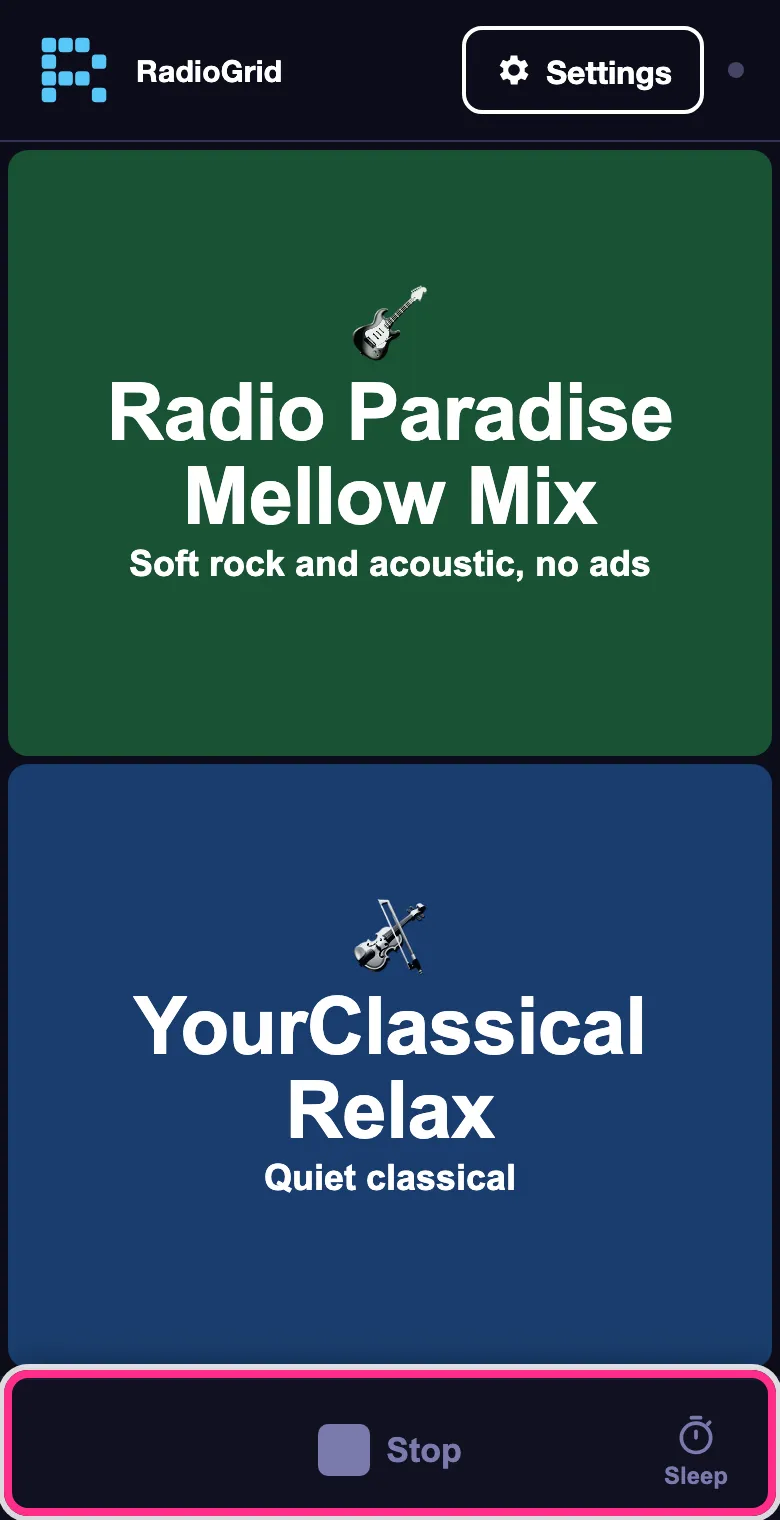 RadioGrid
Settings
Radio Paradise
Mellow Mix
Soft rock and acoustic, no ads
YourClassical
Relax
Quiet classical
Stop
Sleep